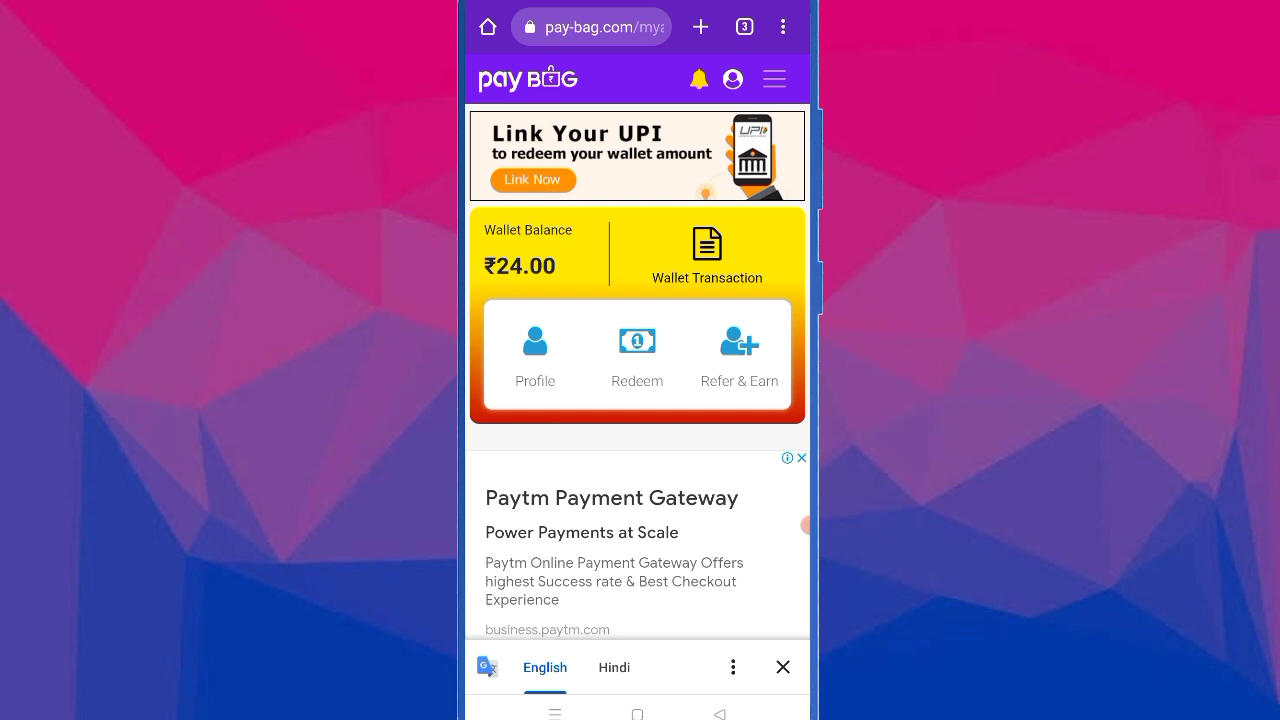 pay-bag.com/mya
3
pay BAG
Link Your UPI
to redeem your wallet amount
UPI
Link Now
Wallet Balance
₹24.00
Wallet Transaction
1
Profile
Redeem
Refer & Earn
Paytm Payment Gateway
Power Payments at Scale
Paytm Online Payment Gateway Offers
highest Success rate & Best Checkout
Experience
business.paytm.com
G
English
Hindi